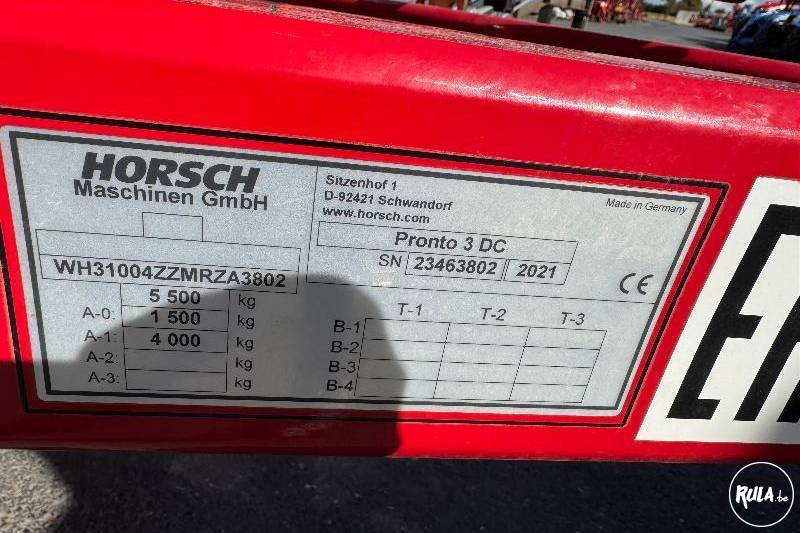 HORSCH
Maschinen GmbH
Sitzenhof 1
D-92421 Schwandorf
www.horsch.com
Made in Germany
Pronto 3 DC
SN 23463802 2021
CE
WH31004ZZMRZA3802
5 500 kg
A-0: 1 500 kg
A-1: 4 000 kg
A-2: kg
A-3: kg
T-1 T-2 T-3
B-1
B-2
B-3
B-4
RULA.be